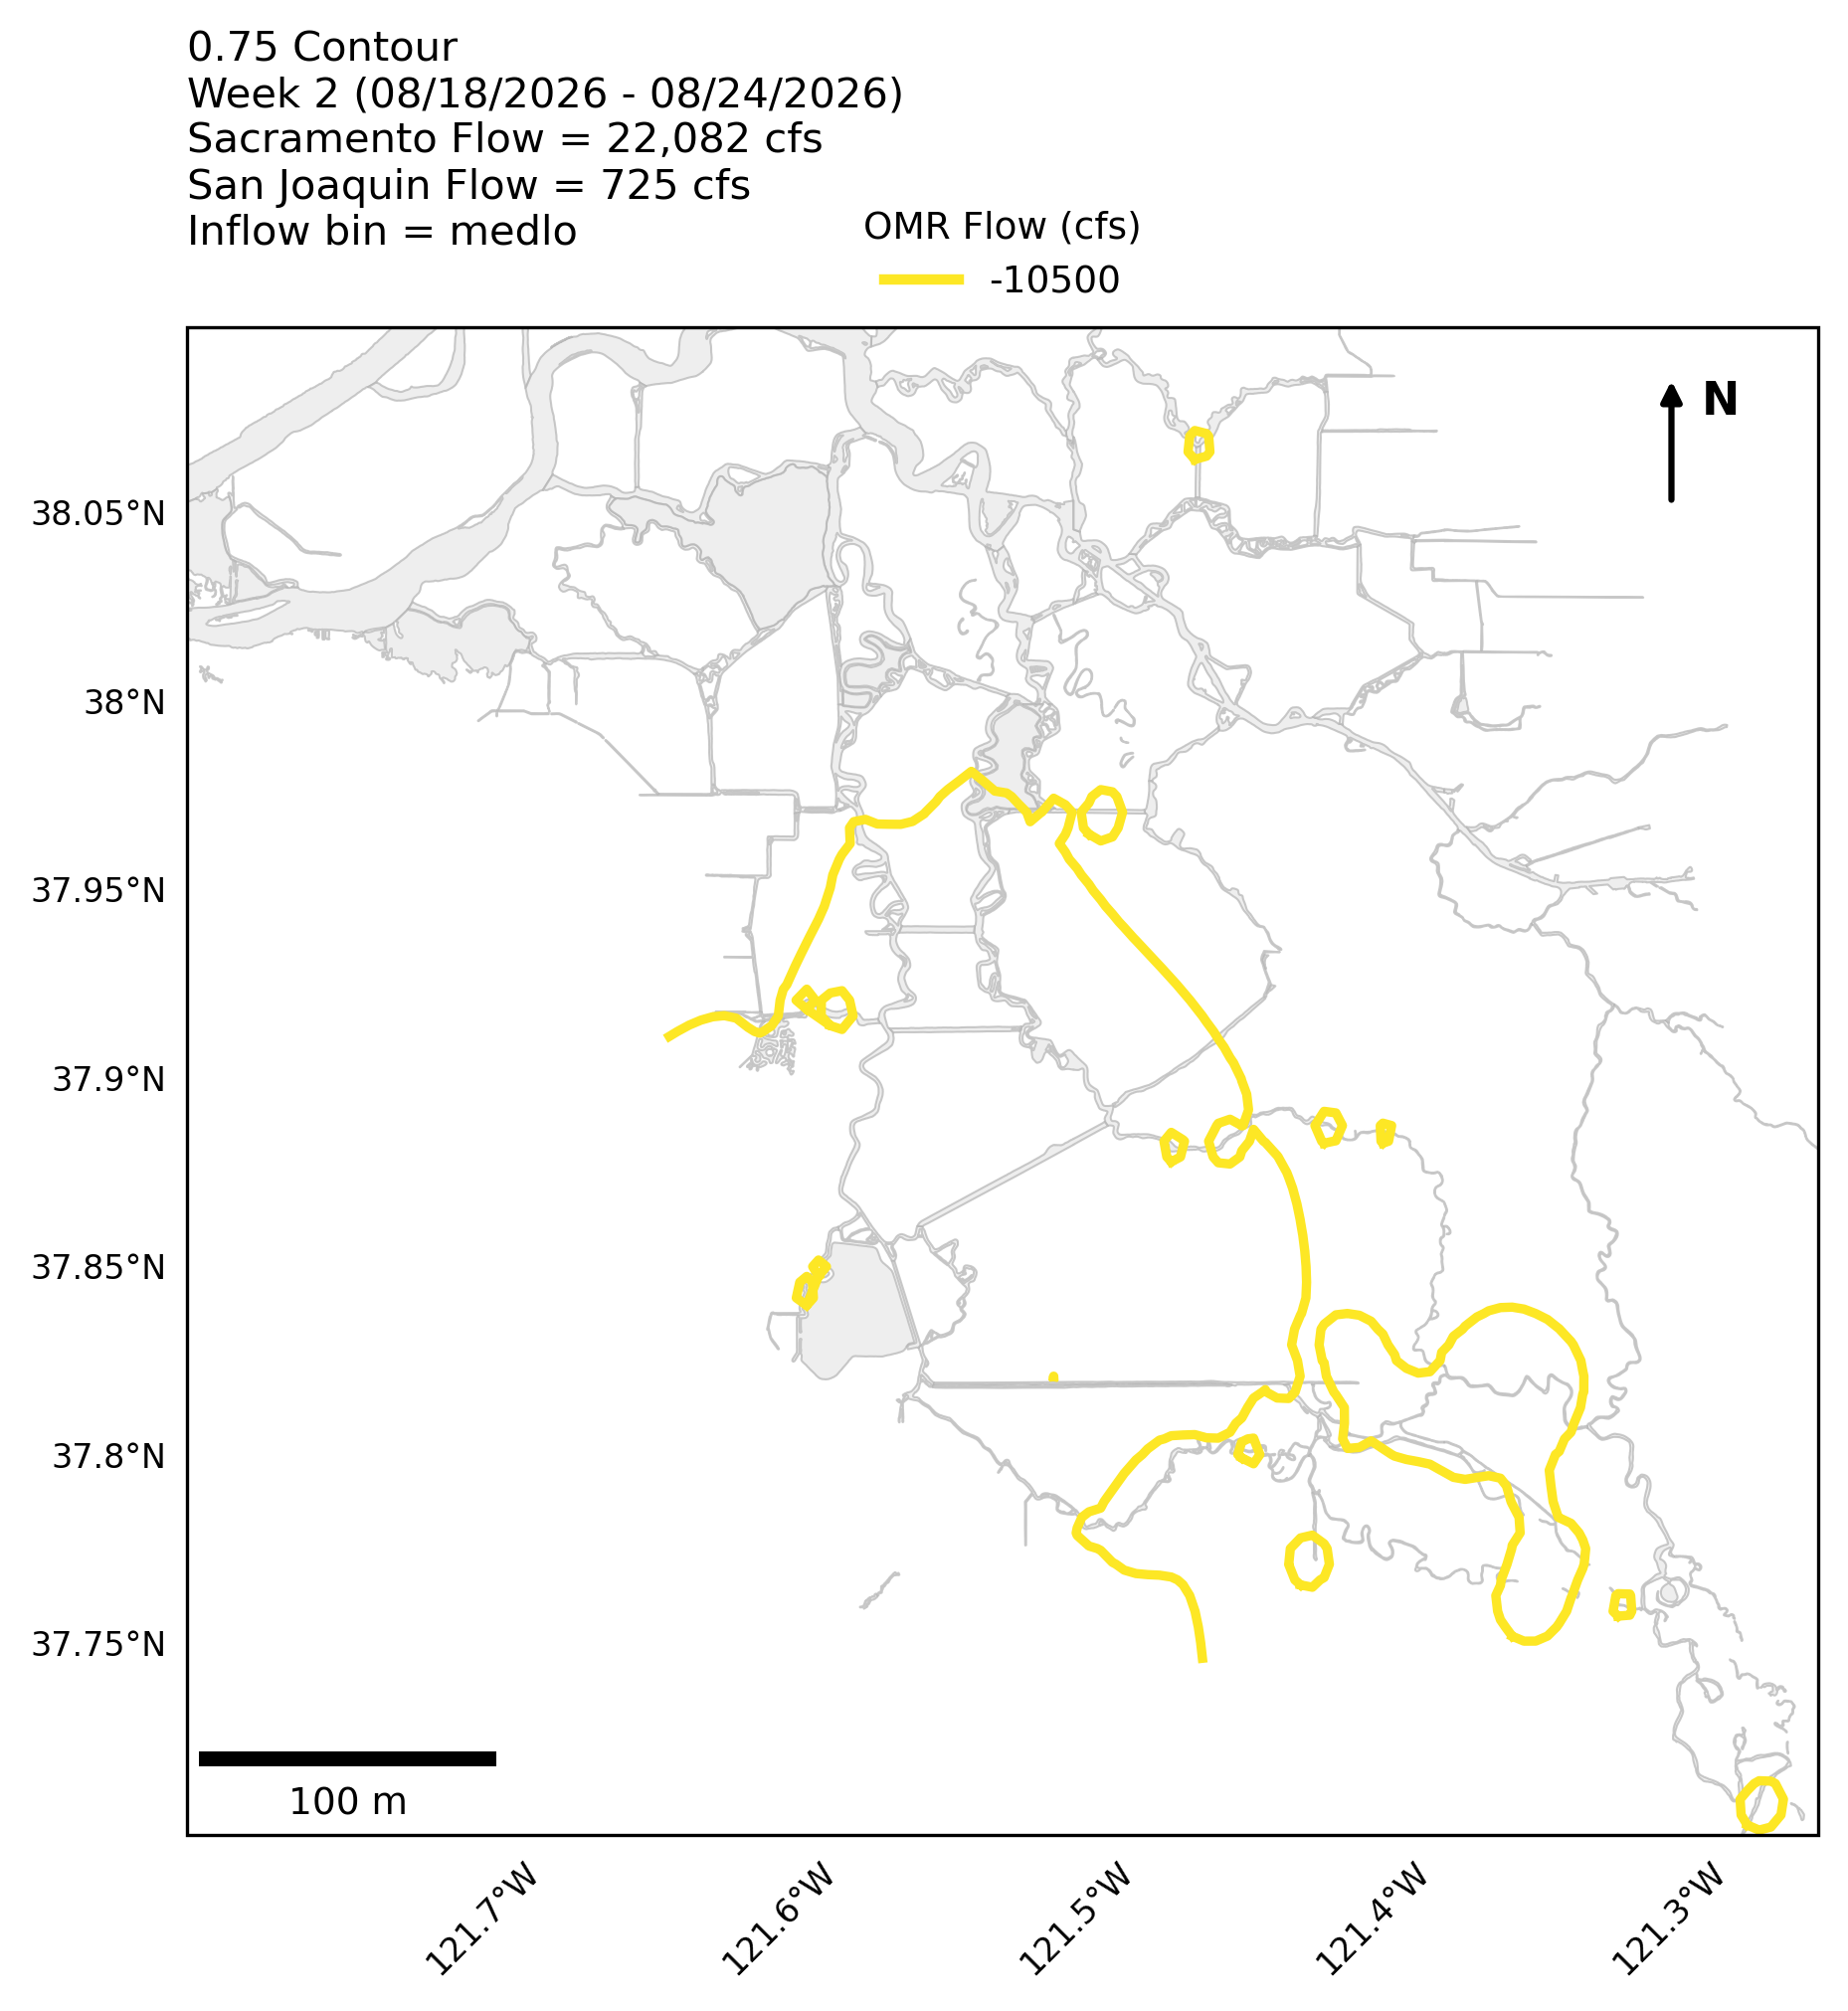 0.75 Contour
Week 2 (08/18/2026 - 08/24/2026)
Sacramento Flow = 22,082 cfs
San Joaquin Flow = 725 cfs
Inflow bin = medlo
OMR Flow (cfs)
-10500
N
38.05°N
38°N
37.95°N
37.9°N
37.85°N
37.8°N
37.75°N
100 m
121.7°W
121.6°W
121.5°W
121.4°W
121.3°W